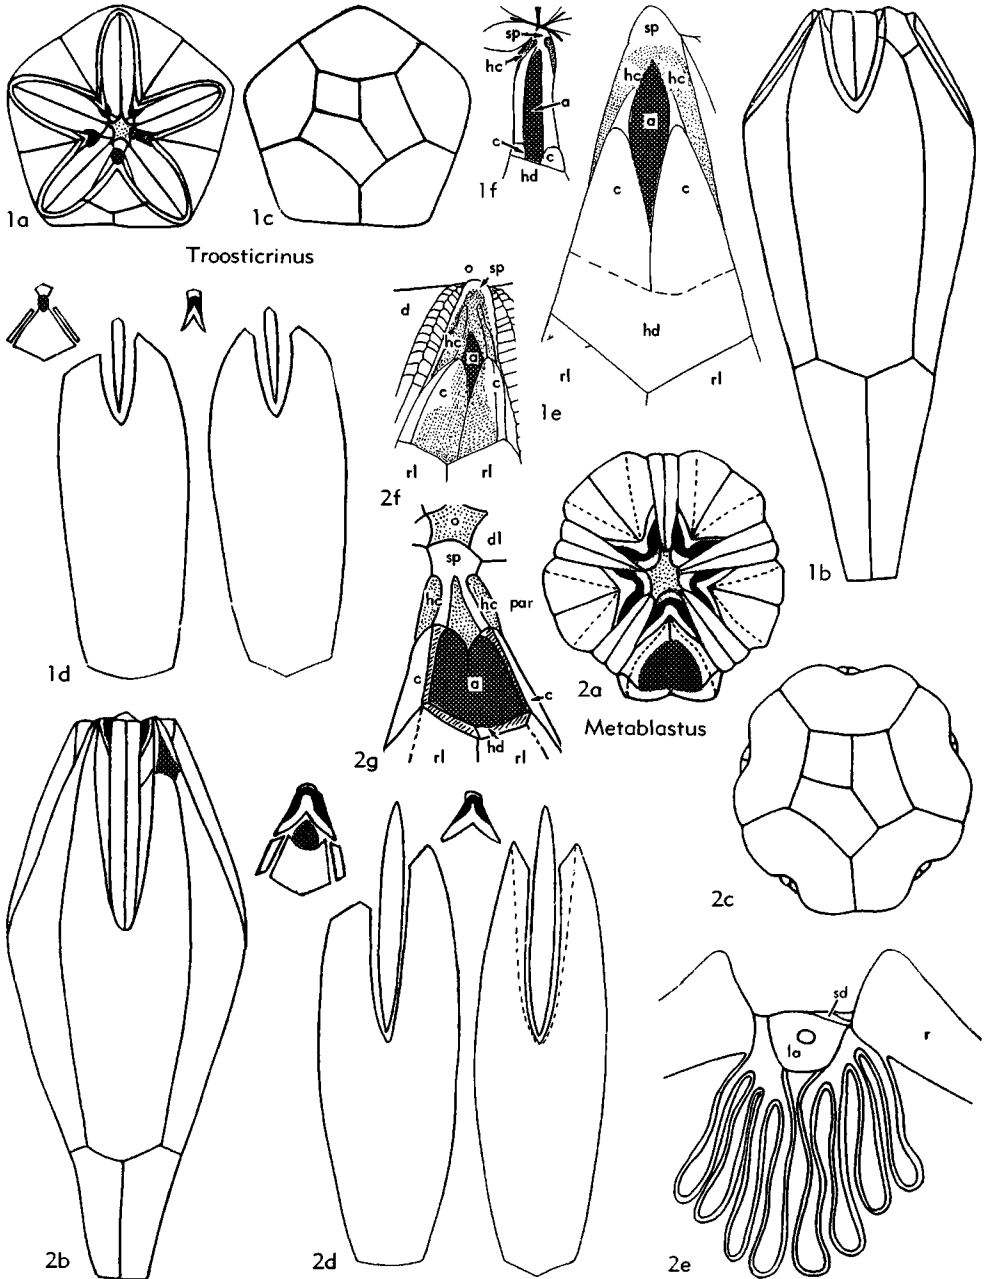 sp
hc
a
c
c
hd
1f
sp
hc
hc
a
c
c
hd
rl
rl
1e
1a
1c
Troosticrinus
1b
o
sp
d
hc
a
c
c
rl
rl
2f
1d
o
dl
sp
hc
hc
par
a
c
c
hd
rl
rl
2g
2a
Metablastus
2c
2b
2d
sd
la
r
2e